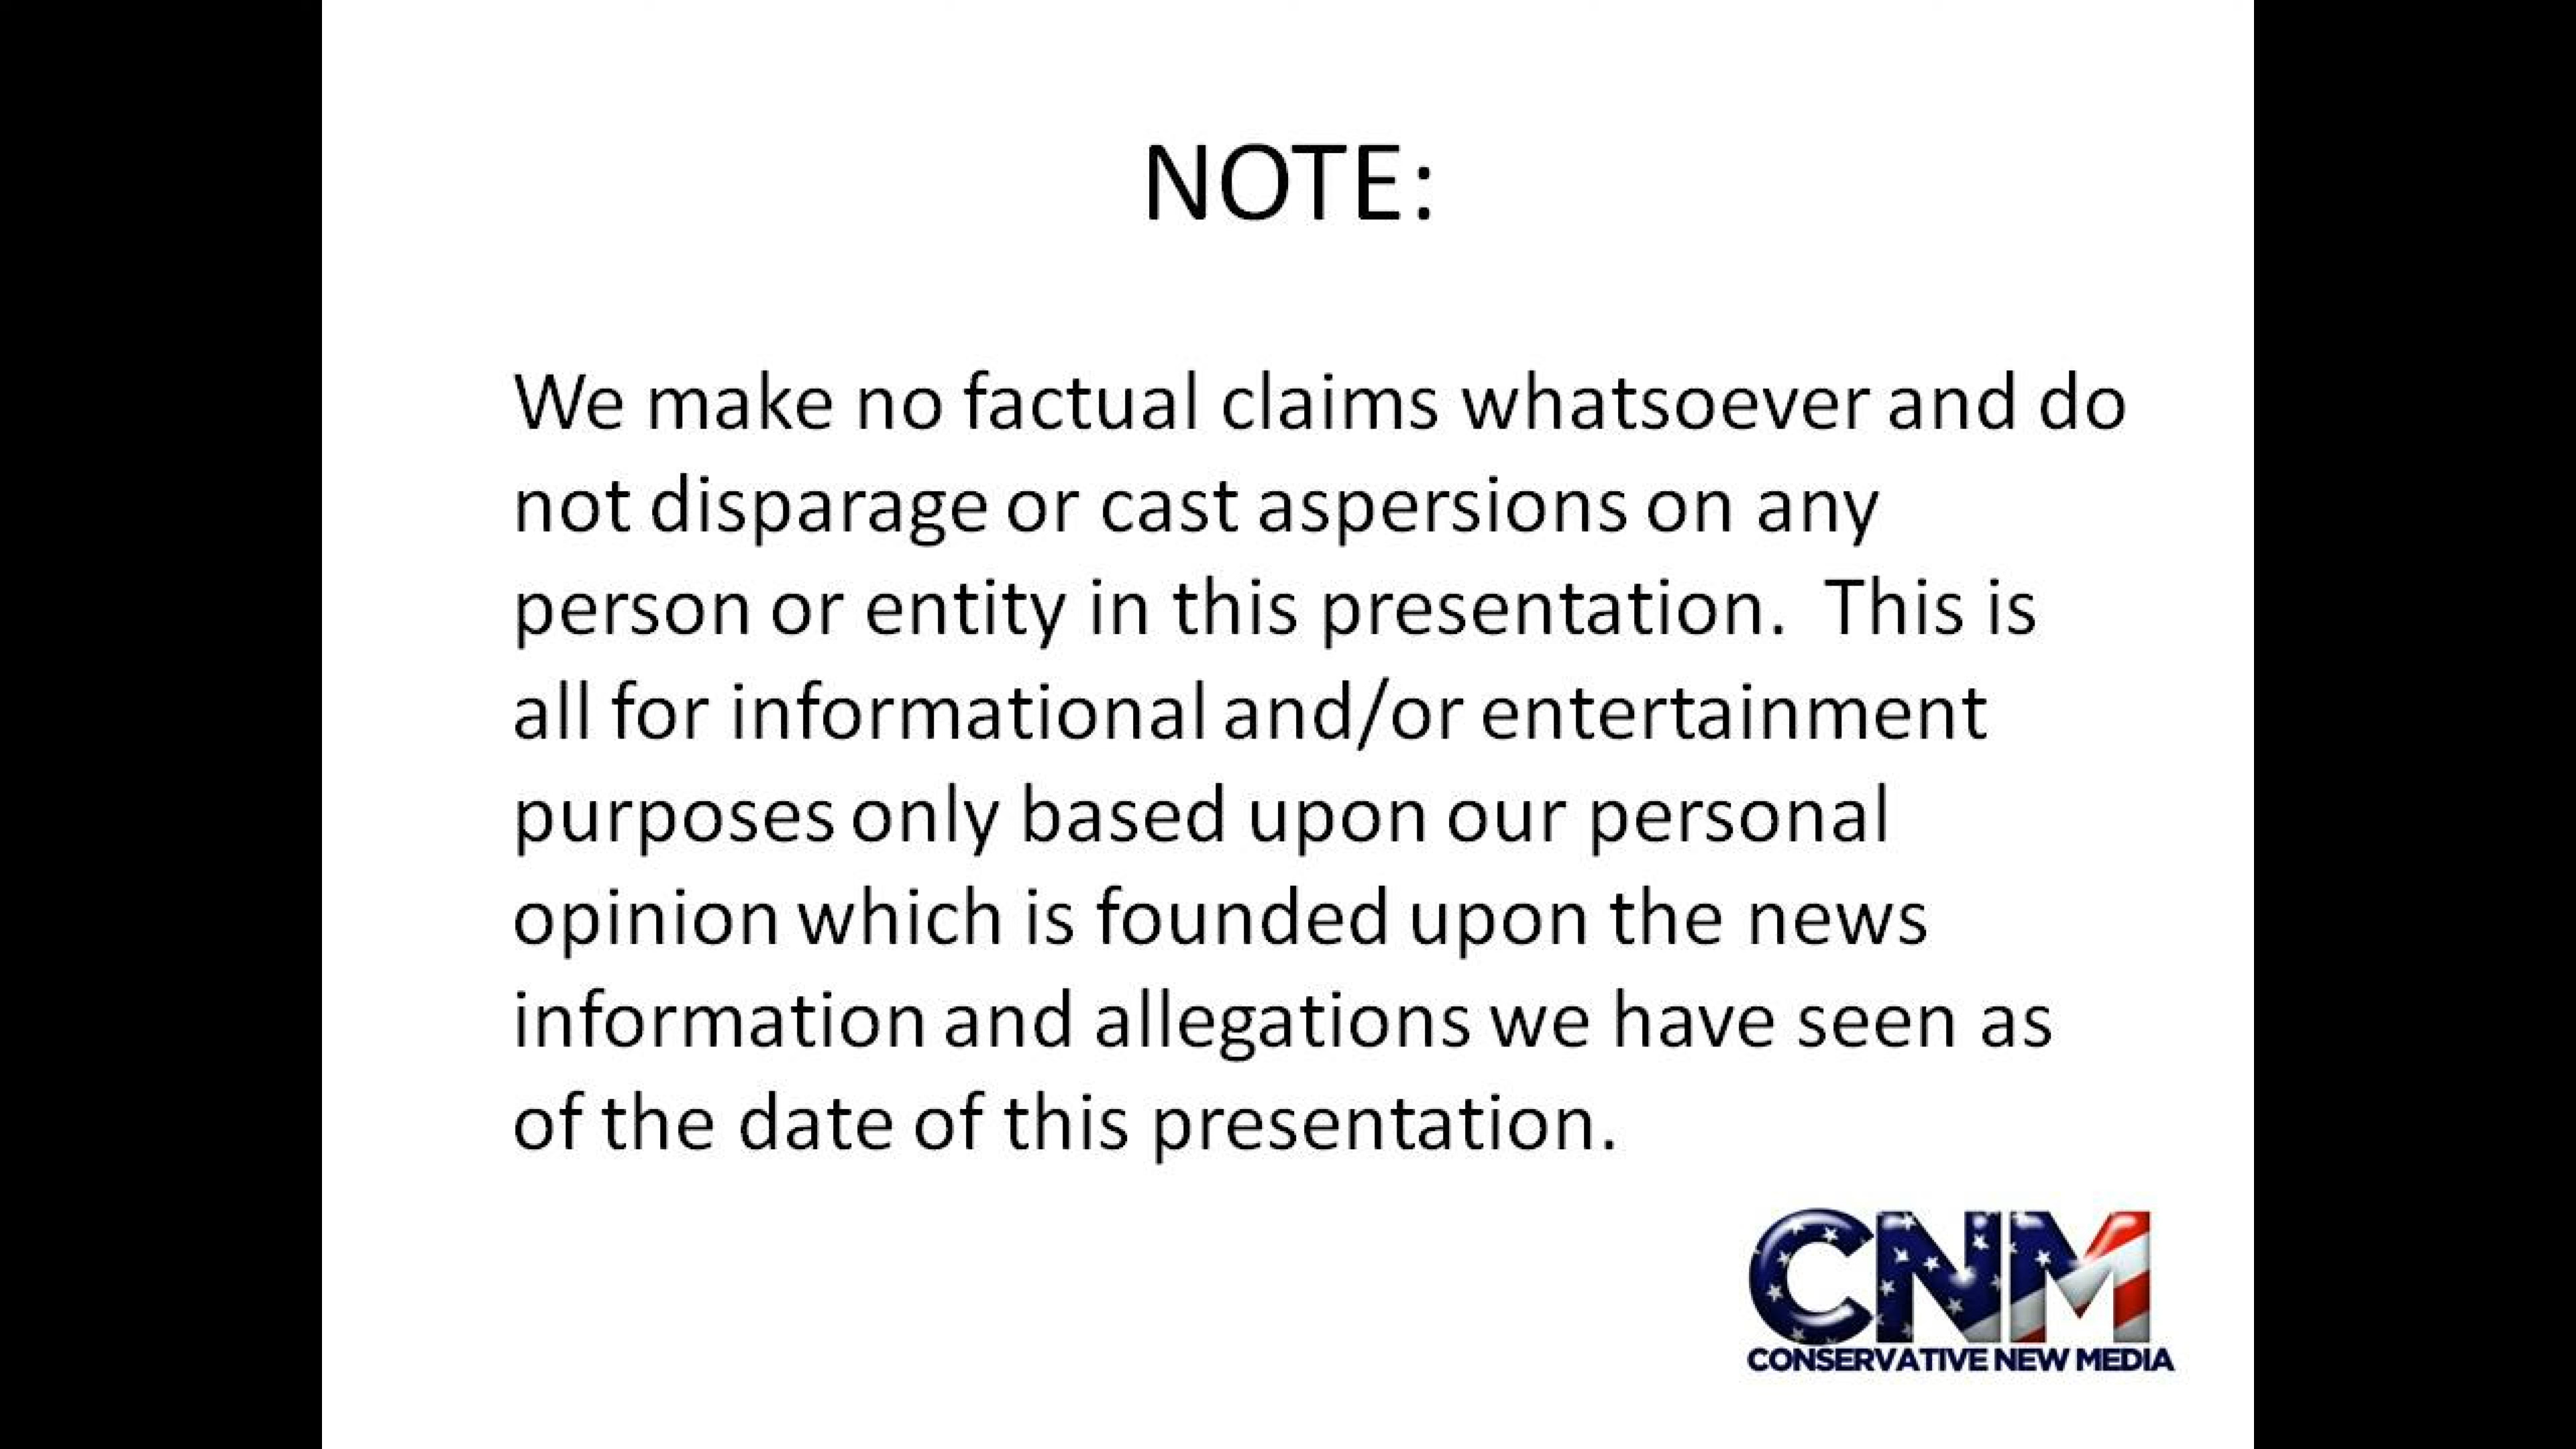 NOTE:
We make no factual claims whatsoever and do
not disparage or cast aspersions on any
person or entity in this presentation.  This is
all for informational and/or entertainment
purposes only based upon our personal
opinion which is founded upon the news
information and allegations we have seen as
of the date of this presentation.
CNM
CONSERVATIVE NEW MEDIA